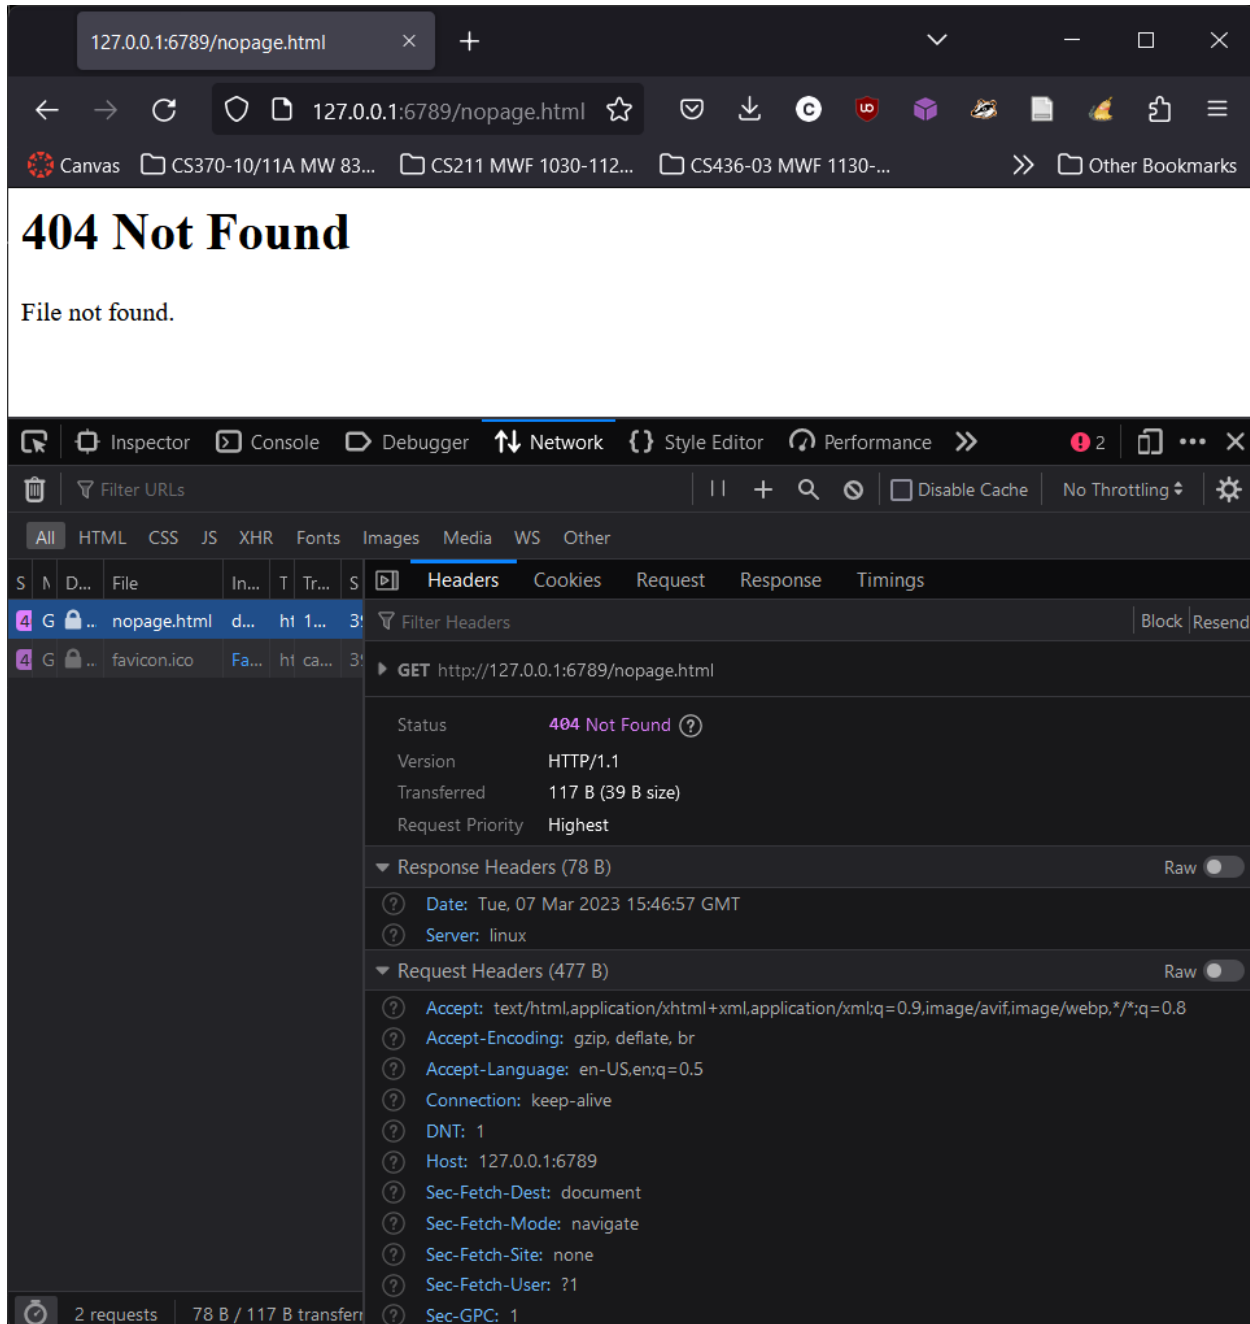 127.0.0.1:6789/nopage.html
127.0.0.1:6789/nopage.html
Canvas CS370-10/11A MW 83... CS211 MWF 1030-112... CS436-03 MWF 1130-... Other Bookmarks
404 Not Found
File not found.
Inspector Console Debugger Network Style Editor Performance 2
Filter URLs Disable Cache No Throttling
All HTML CSS JS XHR Fonts Images Media WS Other
S D... File In... T Tr... S Headers Cookies Request Response Timings
4 G .. nopage.html d... 1... Filter Headers Block Resend
4 G .. favicon.ico Fa... ca... GET http://127.0.0.1:6789/nopage.html
Status 404 Not Found
Version HTTP/1.1
Transferred 117 B (39 B size)
Request Priority Highest
Response Headers (78 B) Raw
Date: Tue, 07 Mar 2023 15:46:57 GMT
Server: linux
Request Headers (477 B) Raw
Accept: text/html,application/xhtml+xml,application/xml;q=0.9,image/avif,image/webp,*/*;q=0.8
Accept-Encoding: gzip, deflate, br
Accept-Language: en-US,en;q=0.5
Connection: keep-alive
DNT: 1
Host: 127.0.0.1:6789
Sec-Fetch-Dest: document
Sec-Fetch-Mode: navigate
Sec-Fetch-Site: none
Sec-Fetch-User: ?1
2 requests 78 B / 117 B transferr Sec-GPC: 1